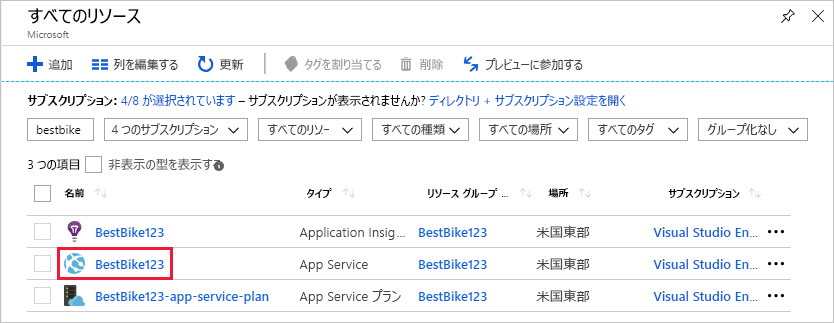 すべてのリソース
Microsoft
追加 列を編集する 更新 タグを割り当てる 削除 プレビューに参加する
サブスクリプション: 4/8 が選択されています – サブスクリプションが表示されませんか? ディレクトリ + サブスクリプション設定を開く
bestbike 4 つのサブスクリプション すべてのリソー すべての種類 すべての場所 すべてのタグ グループ化なし
3 つの項目 非表示の型を表示する
名前 タイプ リソース グループ ... 場所 サブスクリプション
BestBike123 Application Insig... BestBike123 米国東部 Visual Studio En... •••
BestBike123 App Service BestBike123 米国東部 Visual Studio En... •••
BestBike123-app-service-plan App Service プラン BestBike123 米国東部 Visual Studio En... •••